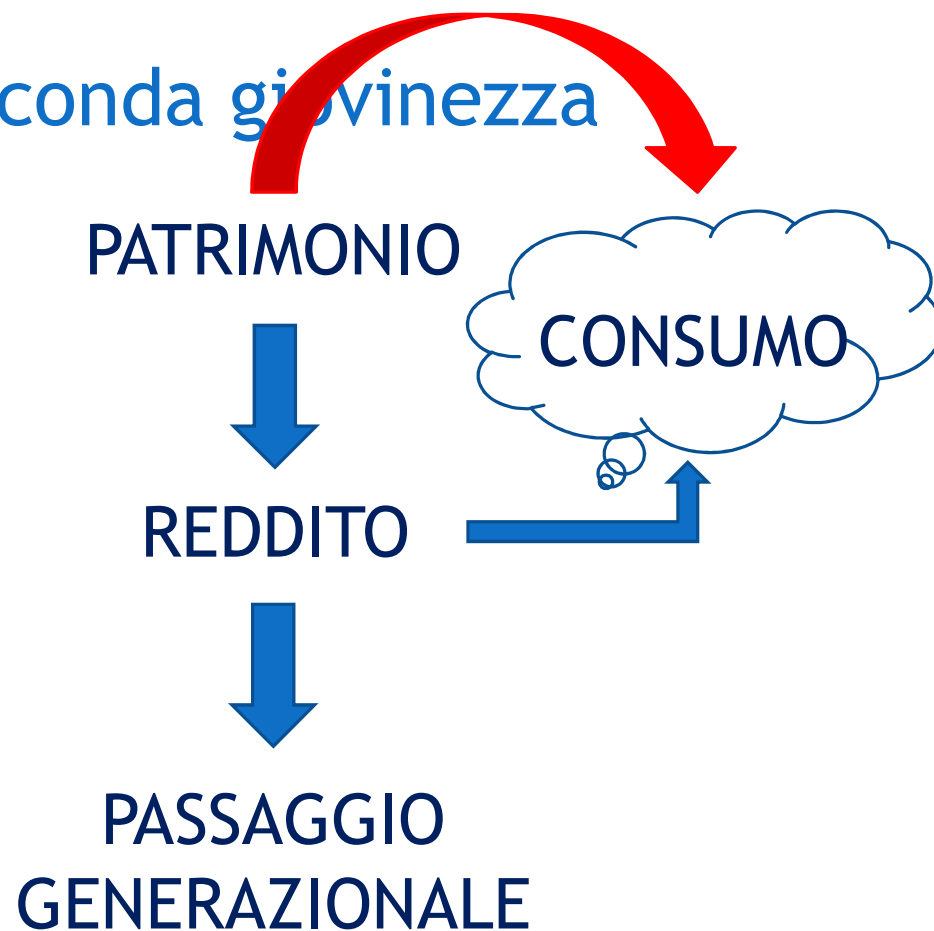 conda giovinezza
PATRIMONIO
CONSUMO
REDDITO
PASSAGGIO
GENERAZIONALE